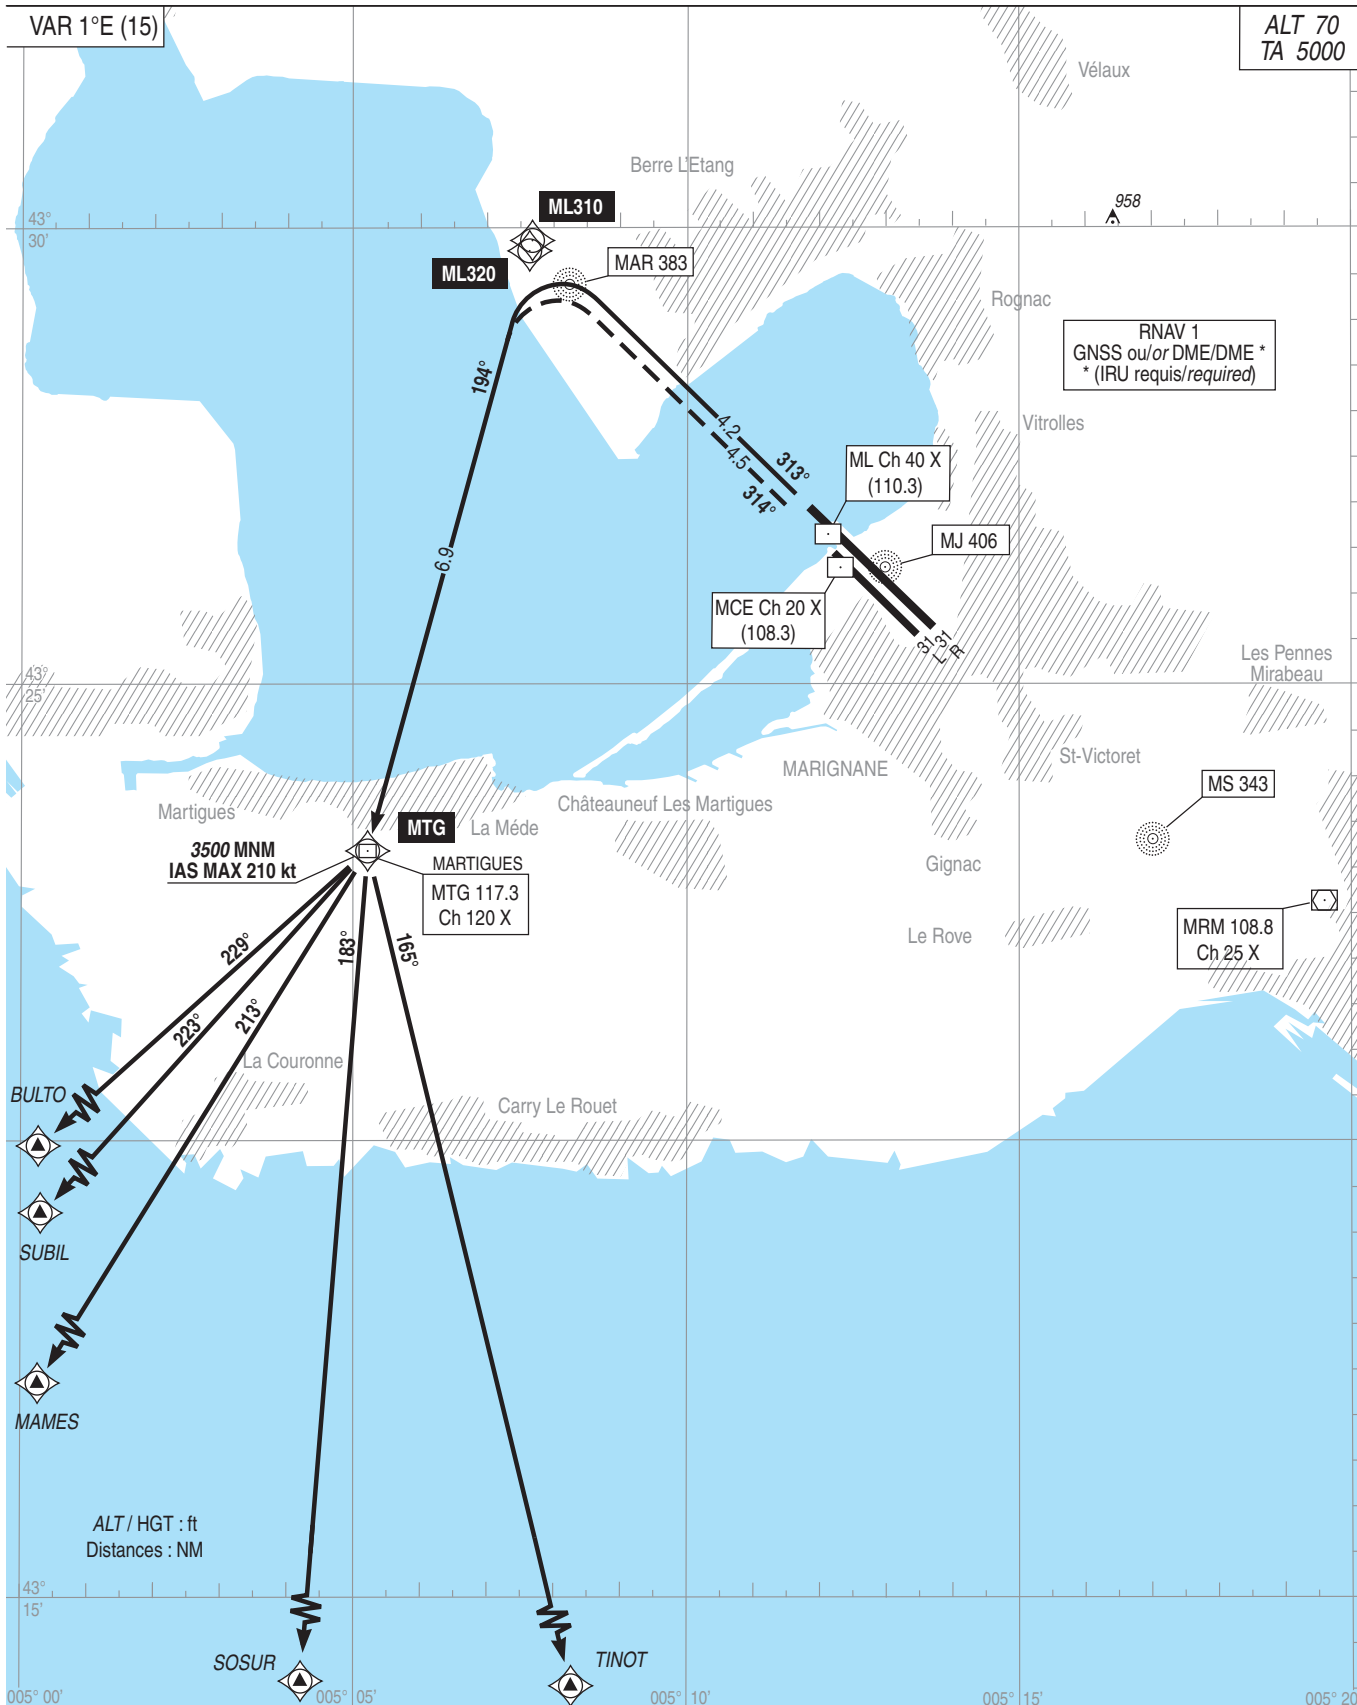 VAR 1°E (15)
ALT 70
TA 5000
Vélaux
Berre L'Etang
ML310
958
43°
30'
ML320
MAR 383
Rognac
RNAV 1
GNSS ou/or DME/DME *
* (IRU requis/required)
194°
Vitrolles
4.2
4.5
313°
314°
ML Ch 40 X
(110.3)
MJ 406
6.9
MCE Ch 20 X
(108.3)
31
L
31
R
Les Pennes
Mirabeau
43°
25'
St-Victoret
MARIGNANE
MS 343
Martigues
Châteauneuf Les Martigues
MTG
La Méde
3500 MNM
IAS MAX 210 kt
MARTIGUES
MTG 117.3
Ch 120 X
Gignac
MRM 108.8
Ch 25 X
Le Rove
229°
183°
165°
223°
213°
La Couronne
BULTO
Carry Le Rouet
SUBIL
MAMES
ALT / HGT : ft
Distances : NM
43°
15'
SOSUR
TINOT
005° 00'
005° 05'
005° 10'
005° 15'
005° 20